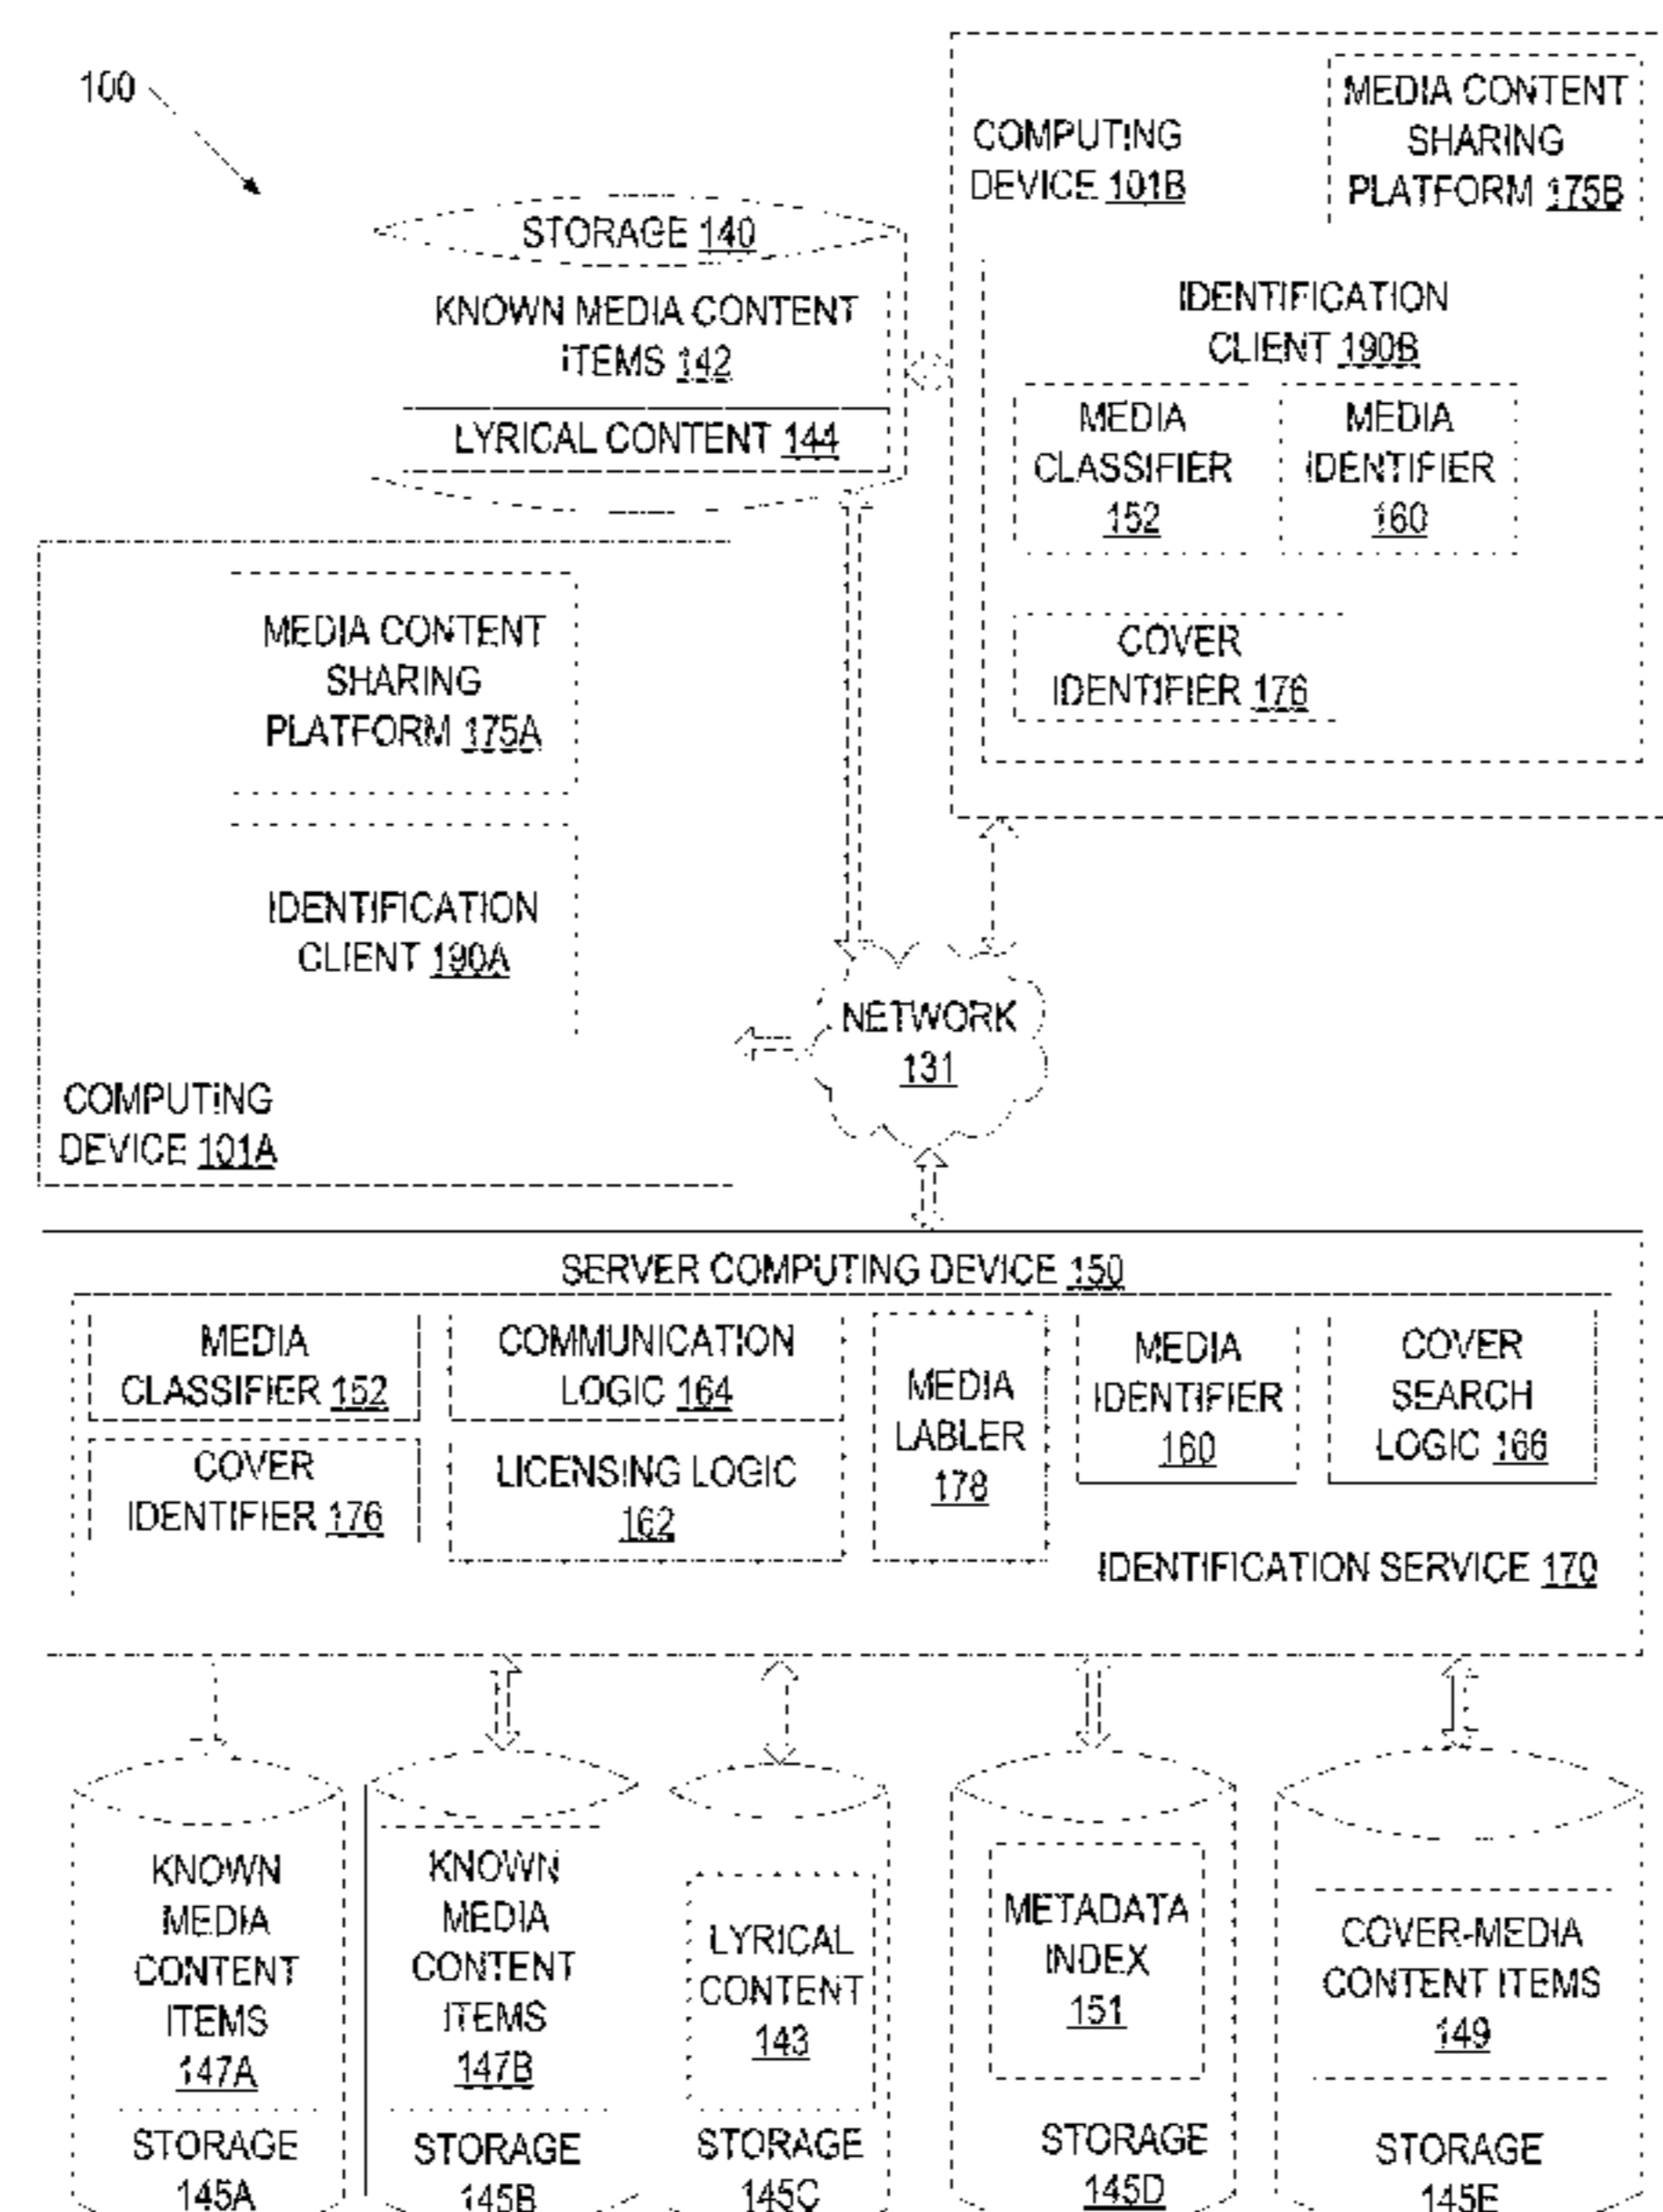 100
COMPUTING
DEVICE 101B
MEDIA CONTENT
SHARING
PLATFORM 175B
STORAGE 140
KNOWN MEDIA CONTENT
ITEMS 142
LYRICAL CONTENT 144
IDENTIFICATION
CLIENT 190B
MEDIA
CLASSIFIER
152
MEDIA
IDENTIFIER
160
COVER
IDENTIFIER 176
MEDIA CONTENT
SHARING
PLATFORM 175A
IDENTIFICATION
CLIENT 190A
COMPUTING
DEVICE 101A
NETWORK
131
SERVER COMPUTING DEVICE 150
MEDIA
CLASSIFIER 152
COVER
IDENTIFIER 176
COMMUNICATION
LOGIC 164
LICENSING LOGIC
162
MEDIA
LABLER
178
MEDIA
IDENTIFIER
160
COVER
SEARCH
LOGIC 166
IDENTIFICATION SERVICE 170
KNOWN
MEDIA
CONTENT
ITEMS
147A
STORAGE
145A
KNOWN
MEDIA
CONTENT
ITEMS
147B
STORAGE
145B
LYRICAL
CONTENT
143
STORAGE
145C
METADATA
INDEX
151
STORAGE
145D
COVER-MEDIA
CONTENT ITEMS
149
STORAGE
145E